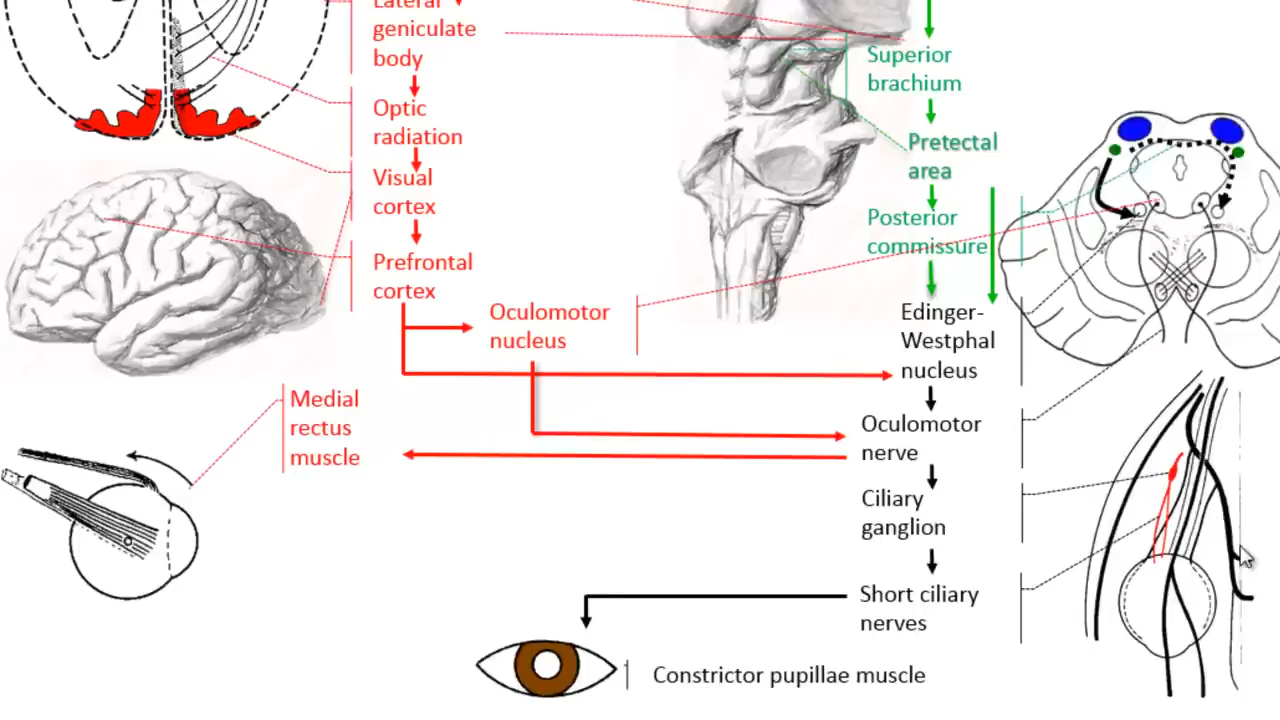 Lateral
geniculate
body
Optic
radiation
Visual
cortex
Prefrontal
cortex
Oculomotor
nucleus
Medial
rectus
muscle
Superior
brachium
Pretectal
area
Posterior
commissure
Edinger-
Westphal
nucleus
Oculomotor
nerve
Ciliary
ganglion
Short ciliary
nerves
Constrictor pupillae muscle